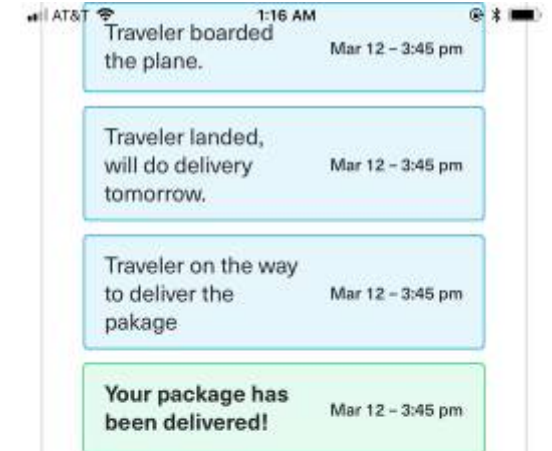 AT&T 1:16 AM
Traveler boarded
the plane.
Mar 12 – 3:45 pm
Traveler landed,
will do delivery
tomorrow.
Mar 12 – 3:45 pm
Traveler on the way
to deliver the
pakage
Mar 12 – 3:45 pm
Your package has
been delivered!
Mar 12 – 3:45 pm